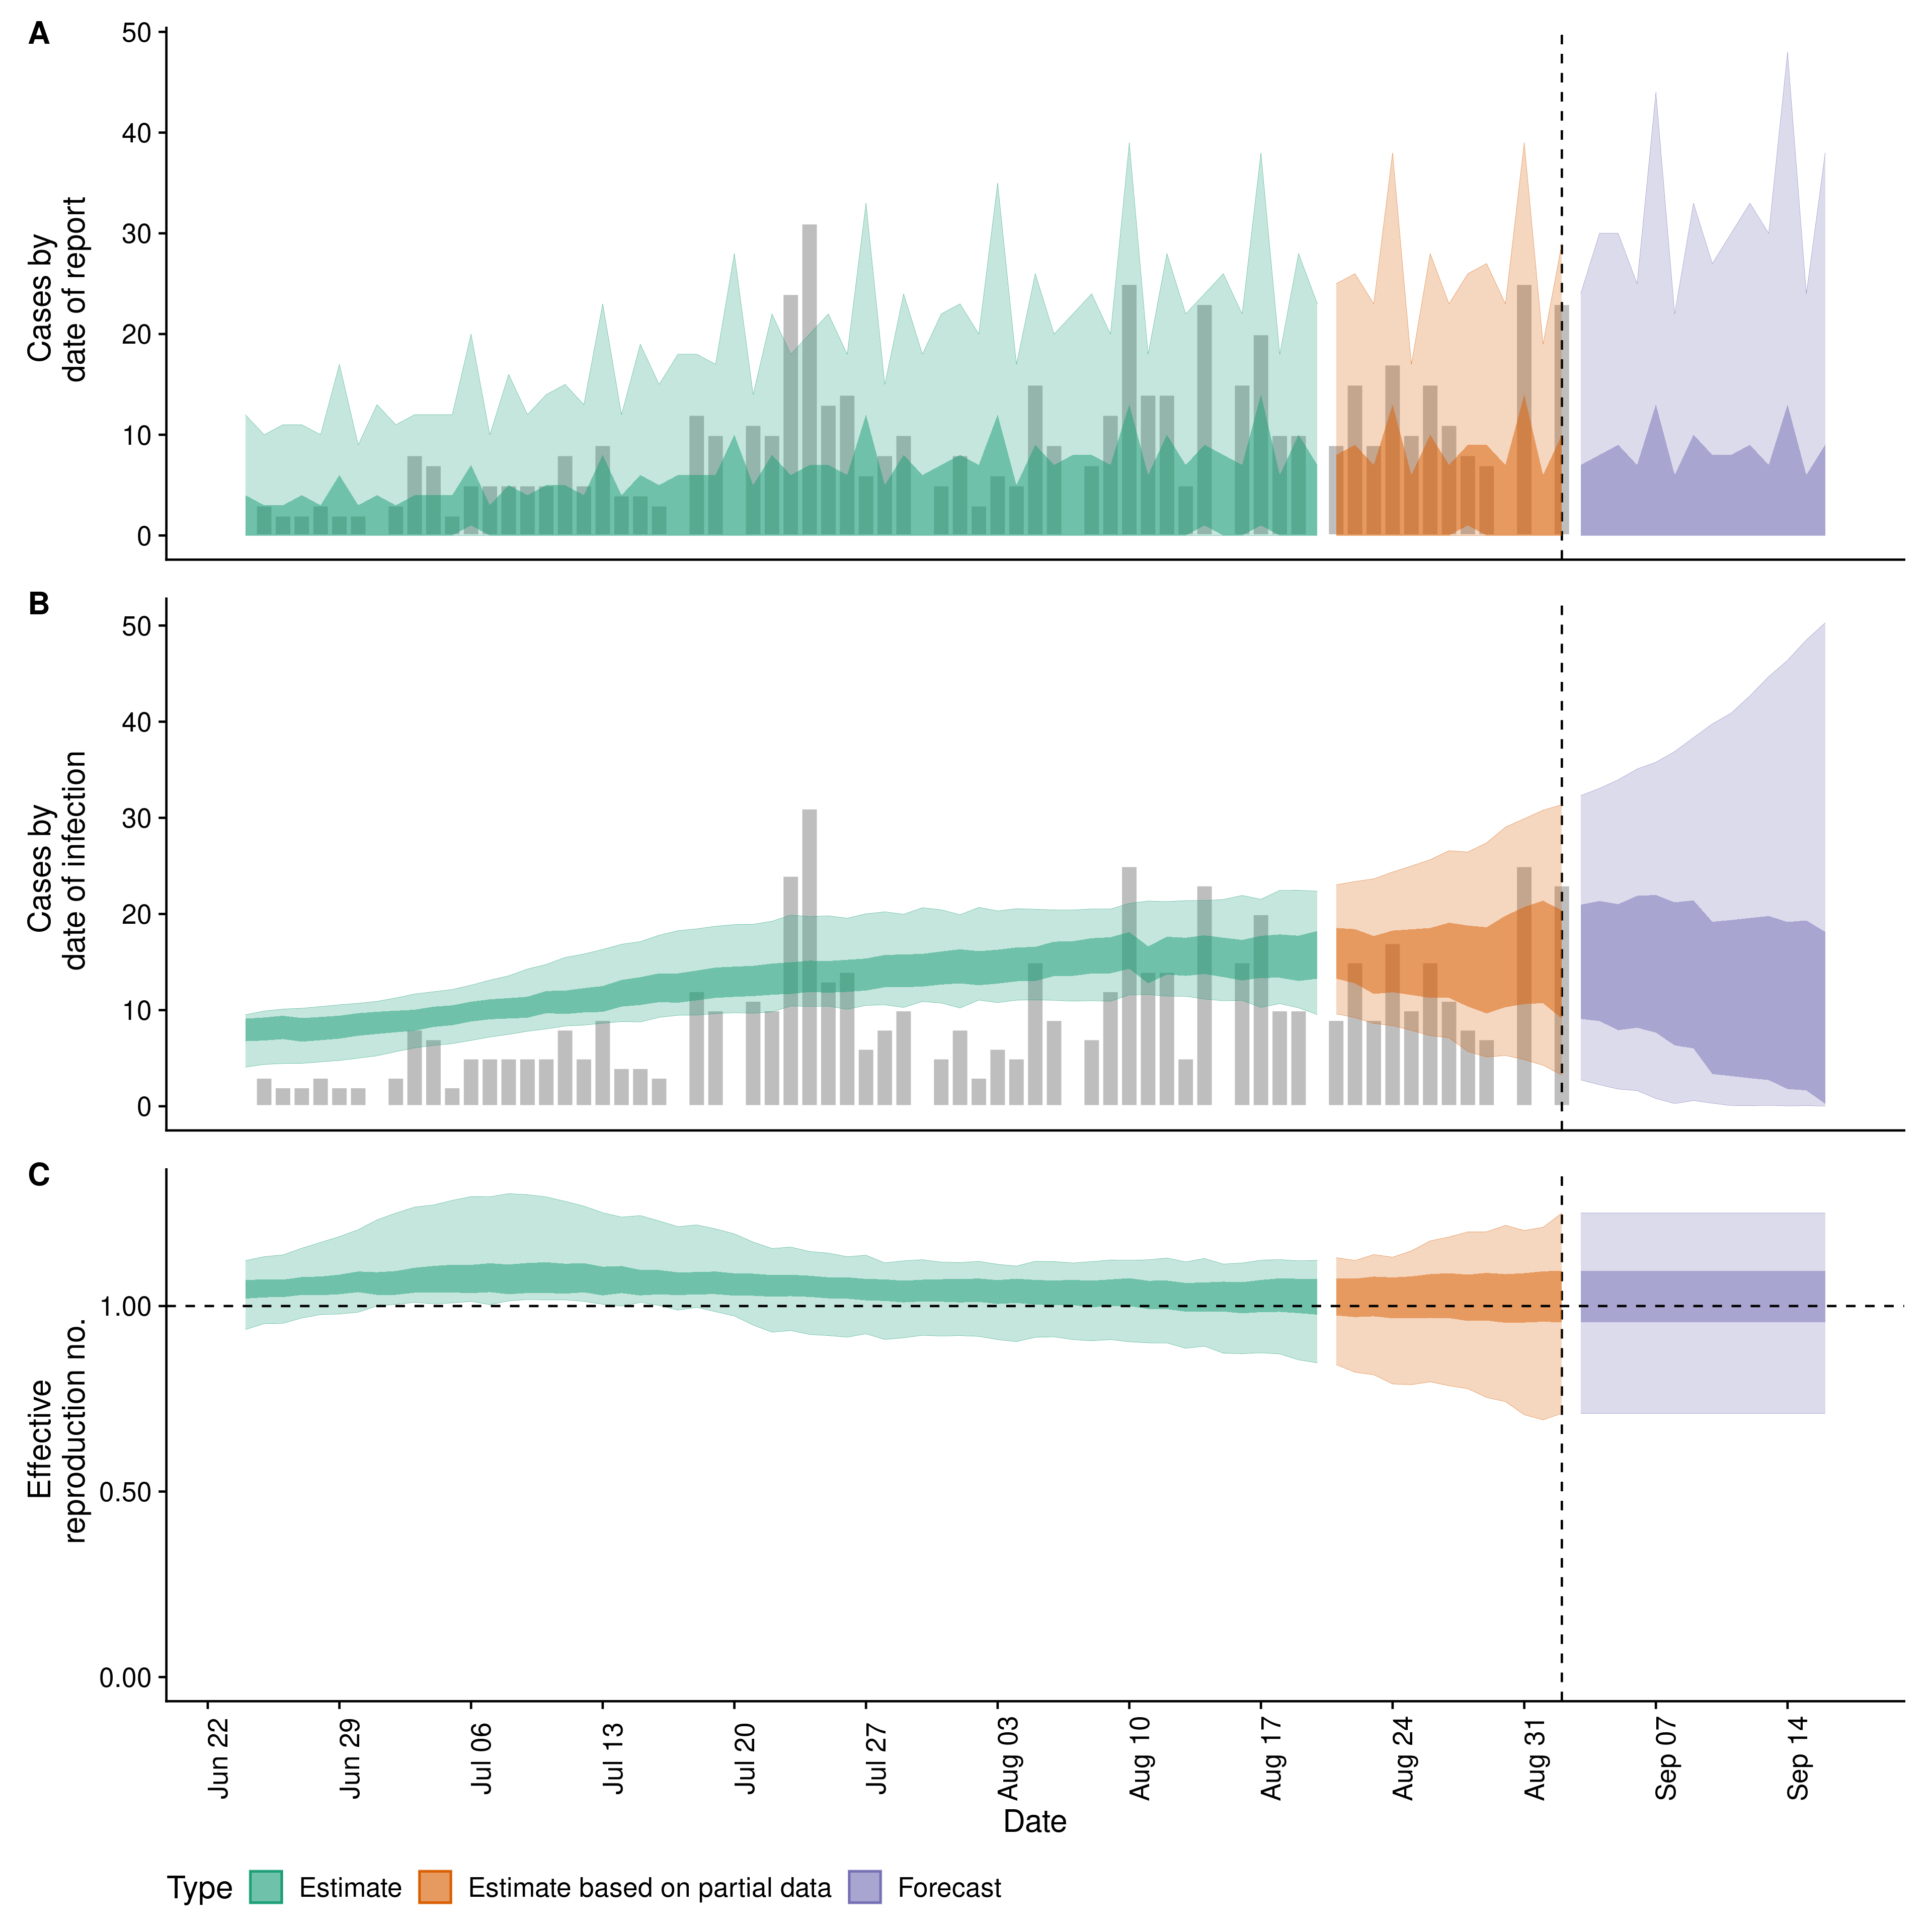 A
Cases by
date of report
50
40
30
20
10
0
B
Cases by
date of infection
50
40
30
20
10
0
C
Effective
reproduction no.
1.00
0.50
0.00
Jun 22
Jun 29
Jul 06
Jul 13
Jul 20
Jul 27
Aug 03
Aug 10
Aug 17
Aug 24
Aug 31
Sep 07
Sep 14
Date
Type Estimate Estimate based on partial data Forecast